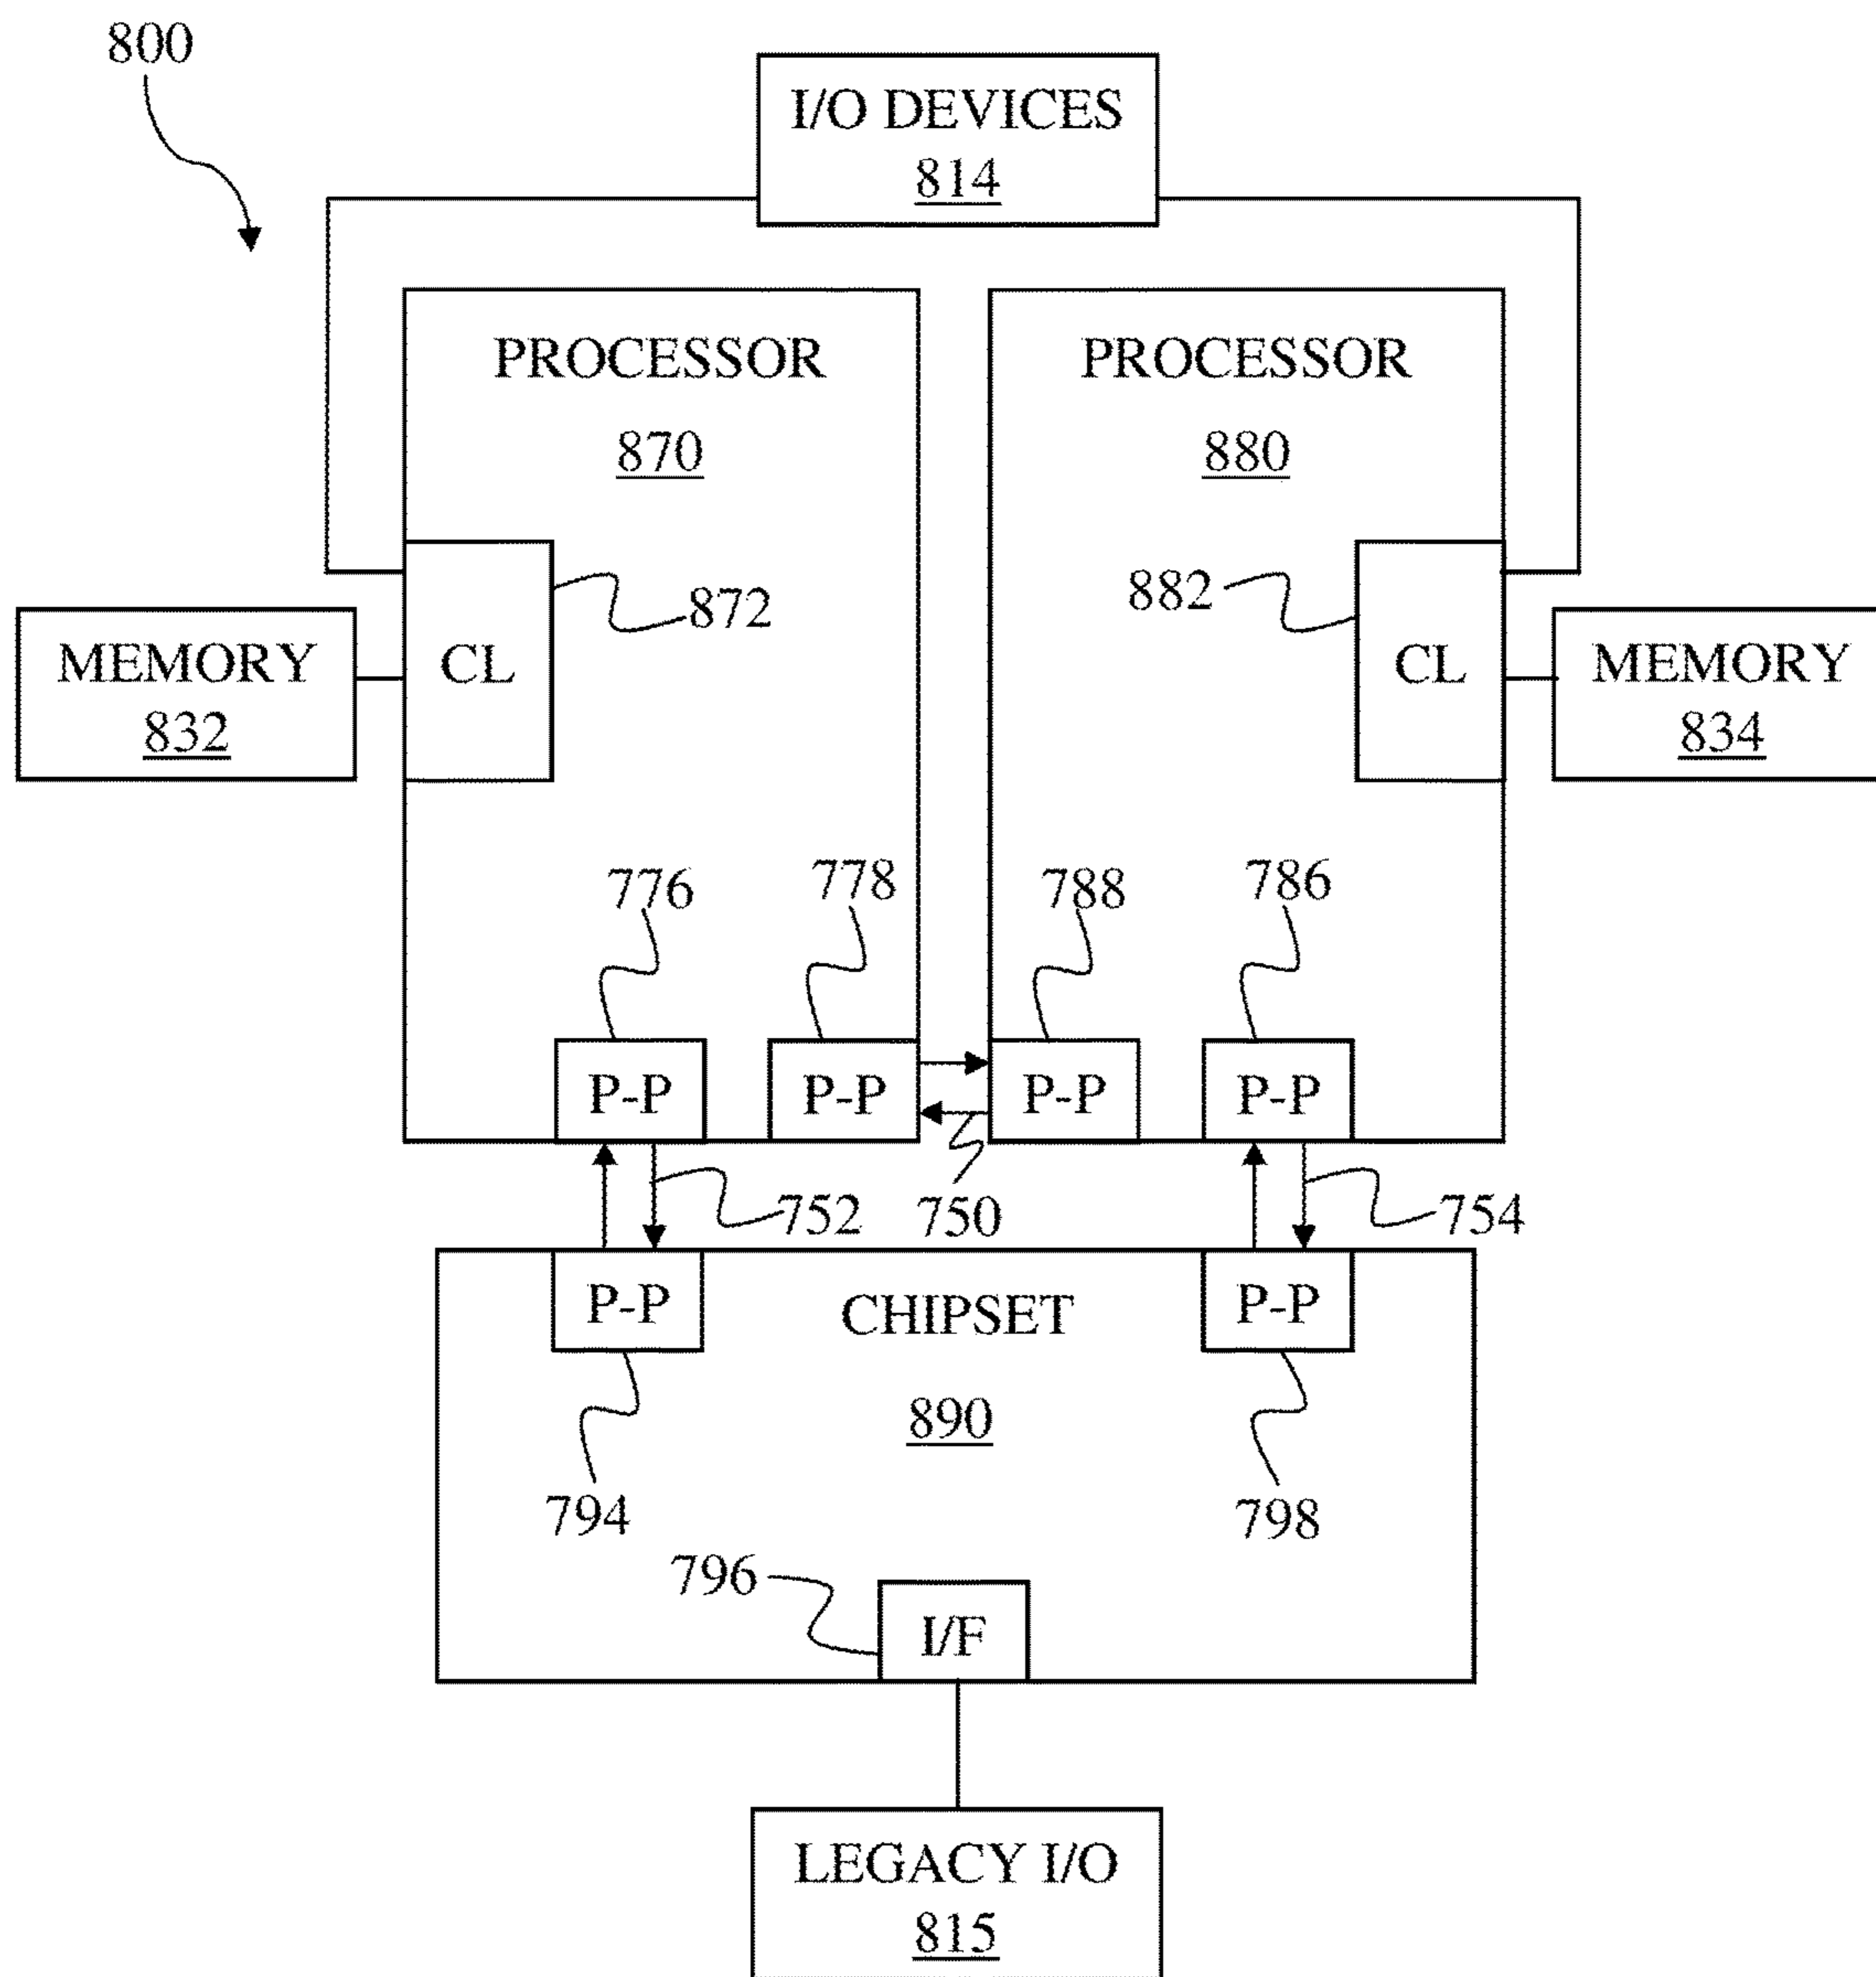 800
I/O DEVICES
814
PROCESSOR
870
PROCESSOR
880
872
882
MEMORY
832
CL
CL
MEMORY
834
776
778
788
786
P-P
P-P
P-P
P-P
752
750
754
P-P
CHIPSET
P-P
890
794
798
796
I/F
LEGACY I/O
815